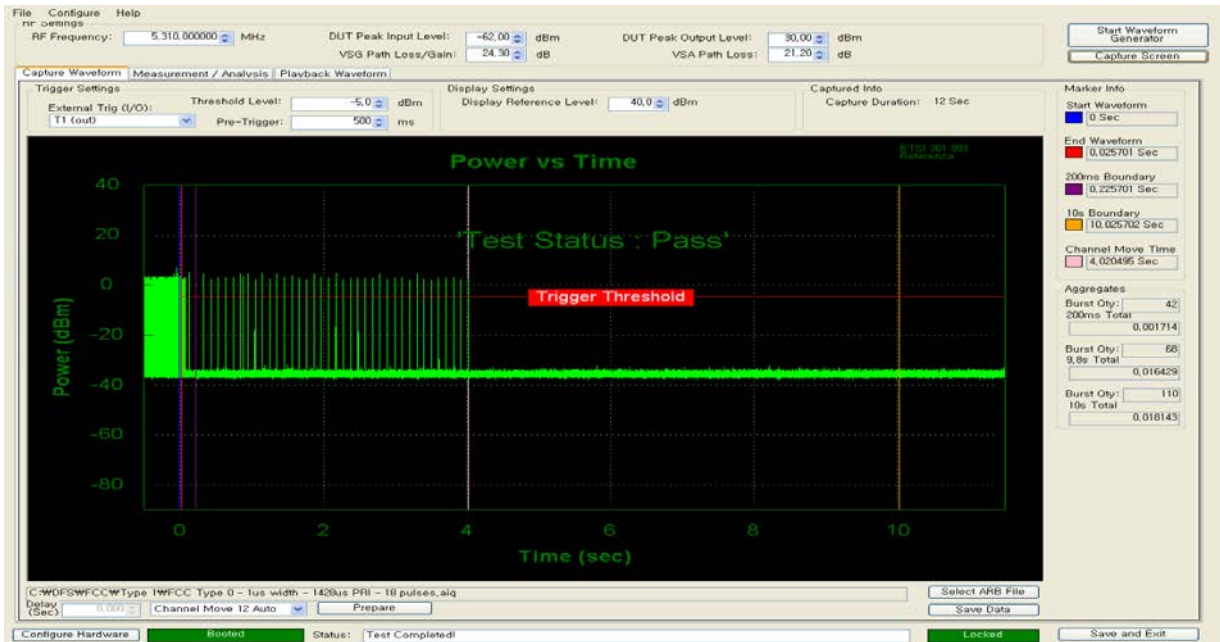 File Configure Help
RF Settings
RF Frequency: 5.310,000000 MHz DUT Peak Input Level: -62,00 dBm DUT Peak Output Level: 30,00 dBm Start Waveform Generator
VSG Path Loss/Gain: 24,30 dB VSA Path Loss: 21,20 dB Capture Screen
Capture Waveform Measurement / Analysis Playback Waveform
Trigger Settings Display Settings Captured Info Marker Info
External Trig (I/O): Threshold Level: -5,0 dBm Display Reference Level: 40,0 dBm Capture Duration: 12 Sec Start Waveform
T1 (out) Pre-Trigger: 500 ms 0 Sec
End Waveform
0,025701 Sec
200ms Boundary
0,225701 Sec
10s Boundary
10,025702 Sec
Channel Move Time
4,020495 Sec
Aggregates
Burst Qty: 42
200ms Total
0,001714
Burst Qty: 68
9,8s Total
0,016429
Burst Qty: 110
10s Total
0,018143
ETSI 301 893
Power vs Time
'Test Status : Pass'
Trigger Threshold
Power (dBm)
40
20
0
-20
-40
-60
-80
0 2 4 6 8 10
Time (sec)
C:₩DFS₩FCC₩Type 1₩FCC Type 0 - 1us width - 1428us PRI - 18 pulses,aiq Select ARB File
Delay (Sec) 0,000 Channel Move 12 Auto Prepare Save Data
Configure Hardware Booted Status: Test Completed! Locked Save and Exit